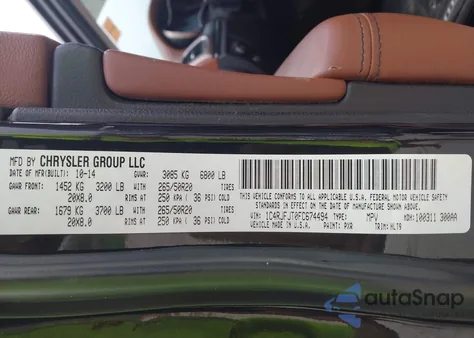 MFD BY CHRYSLER GROUP LLC
DATE OF MFR(BUILT): 10-14 GVWR: 3085 KG 6800 LB
GAWR FRONT: 1452 KG 3200 LB WITH 265/50R20 TIRES
20X8.0 RIMS AT 250 KPA ( 36 PSI) COLD
GAWR REAR: 1679 KG 3700 LB WITH 265/50R20 TIRES
20X8.0 RIMS AT 250 KPA ( 36 PSI) COLD
THIS VEHICLE CONFORMS TO ALL APPLICABLE U.S.A. FEDERAL MOTOR VEHICLE SAFETY
STANDARDS IN EFFECT ON THE DATE OF MANUFACTURE SHOWN ABOVE.
VIN: 1C4RJFJT0FC674494 TYPE: MPV MDH: 100311 300AA
VEHICLE MADE IN U.S.A. PAINT: PXR TRIM: HLT9
autoSnap